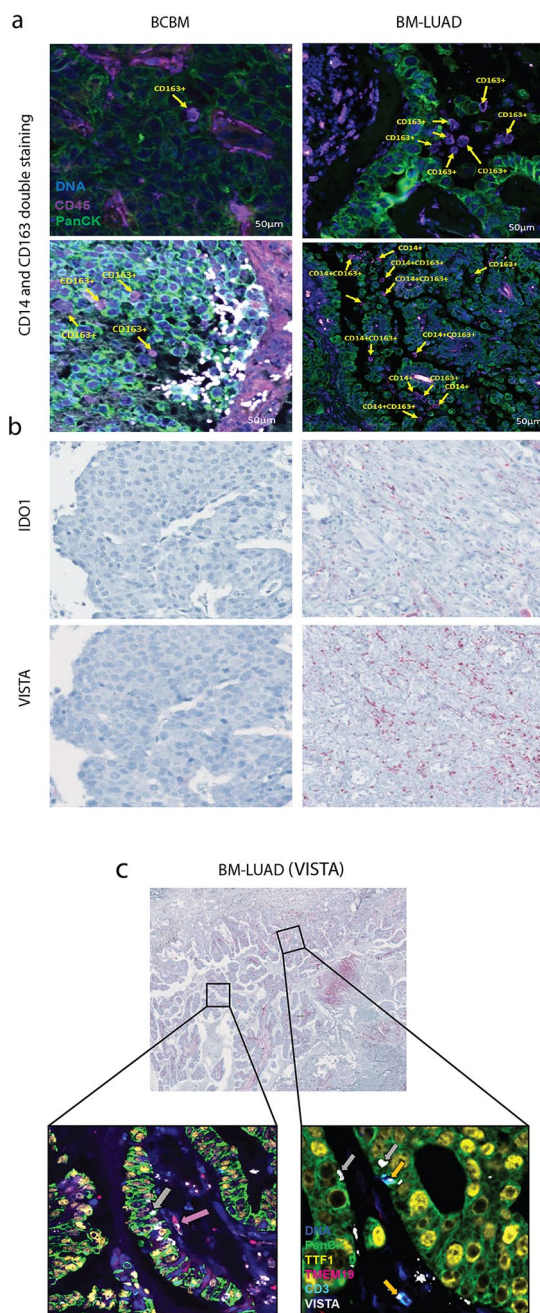 a
BCBM
BM-LUAD
CD14 and CD163 double staining
CD163+
DNA
CD45
PanCK
50μm
CD163+
CD163+
CD163+
CD163+
CD163+
CD163+
50μm
CD163+
CD163+
CD163+
CD163+
50μm
CD14+
CD14+CD163+
CD163+
CD14+CD163+
CD14+CD163+
CD14+CD163+
CD14+CD163+
CD14+
CD163+
CD14+
CD14+CD163+
50μm
b
IDO1
VISTA
c
BM-LUAD (VISTA)
DNA
PanCK
TTF1
TMEM19
CD3
VISTA